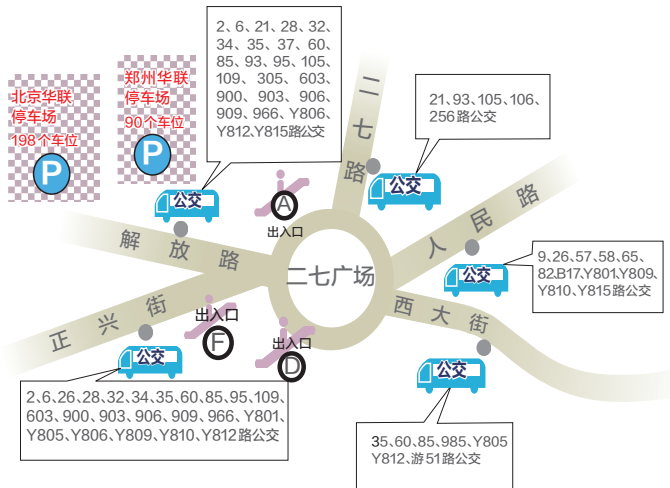 2、6、21、28、32、
34、35、37、60、
85、93、95、105、
109、305、603、
900、903、906、
909、966、Y806、
Y812、Y815路公交
北京华联
停车场
198个车位
P
郑州华联
停车场
90个车位
P
二七路
21、93、105、106、
256路公交
公交
公交
A
出入口
解放路
人民路
二七广场
公交
9、26、57、58、65、
82、B17、Y801、Y809、
Y810、Y815路公交
正兴街
出入口
F
出入口
D
西大街
公交
公交
2、6、26、28、32、34、35、60、85、95、109、
603、900、903、906、909、966、Y801、
Y805、Y806、Y809、Y810、Y812路公交
35、60、85、985、Y805
Y812、游51路公交